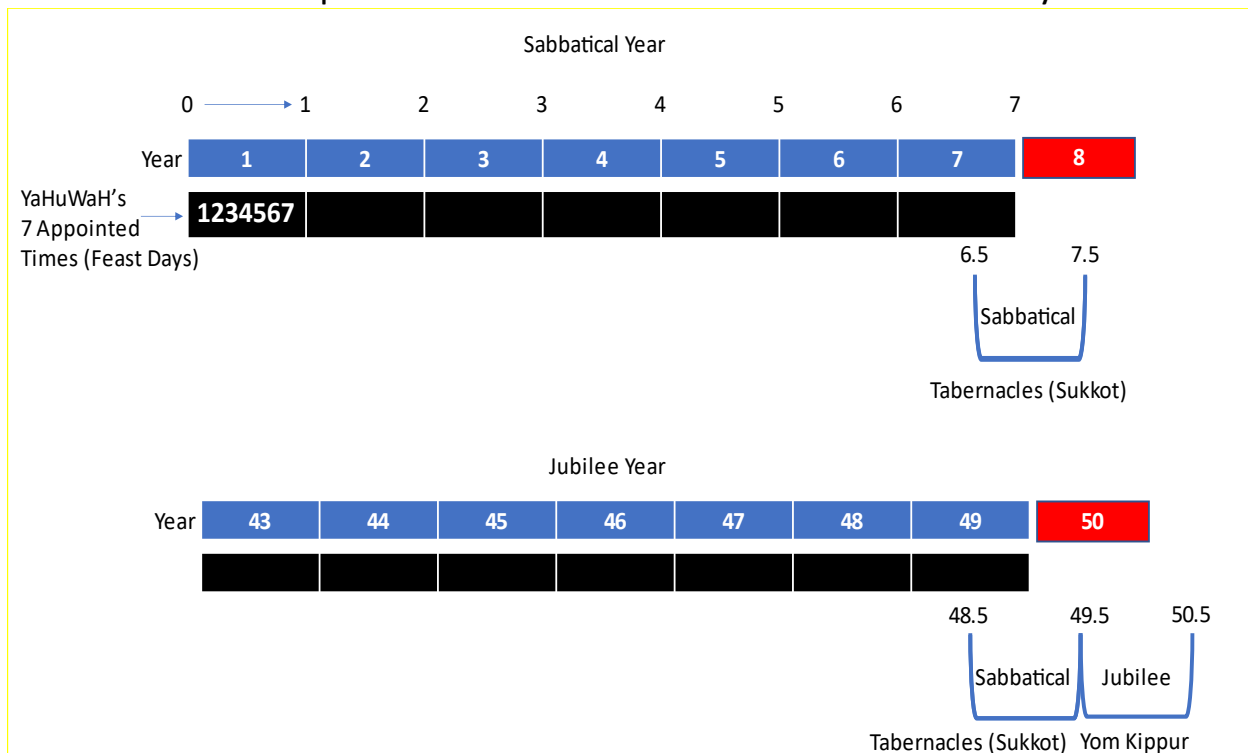 Sabbatical Year
0 1 2 3 4 5 6 7
Year 1 2 3 4 5 6 7 8
YaHuWaH's
7 Appointed
Times (Feast Days)
1234567
6.5 7.5
Sabbatical
Tabernacles (Sukkot)
Jubilee Year
Year 43 44 45 46 47 48 49 50
48.5 49.5 50.5
Sabbatical Jubilee
Tabernacles (Sukkot) Yom Kippur